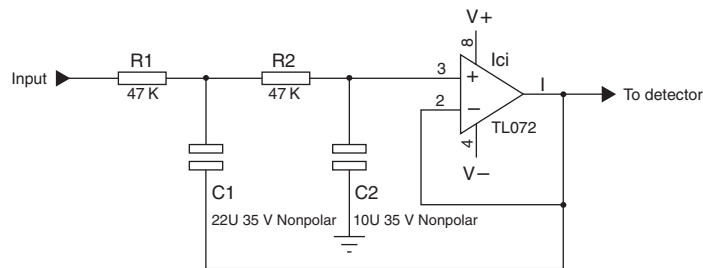 V+
8
Ici
R1
R2
Input
47 K
47 K
3
+
2
−
I
To detector
TL072
4
V−
C1
C2
22U 35 V Nonpolar
10U 35 V Nonpolar